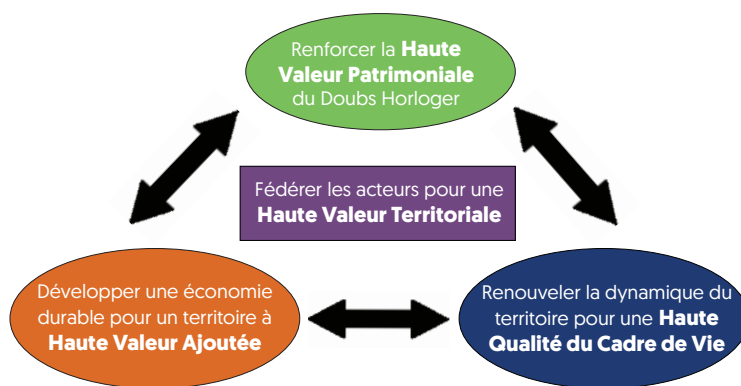 Renforcer la Haute
Valeur Patrimoniale
du Doubs Horloger
Fédérer les acteurs pour une
Haute Valeur Territoriale
Développer une économie
durable pour un territoire à
Haute Valeur Ajoutée
Renouveler la dynamique du
territoire pour une Haute
Qualité du Cadre de Vie